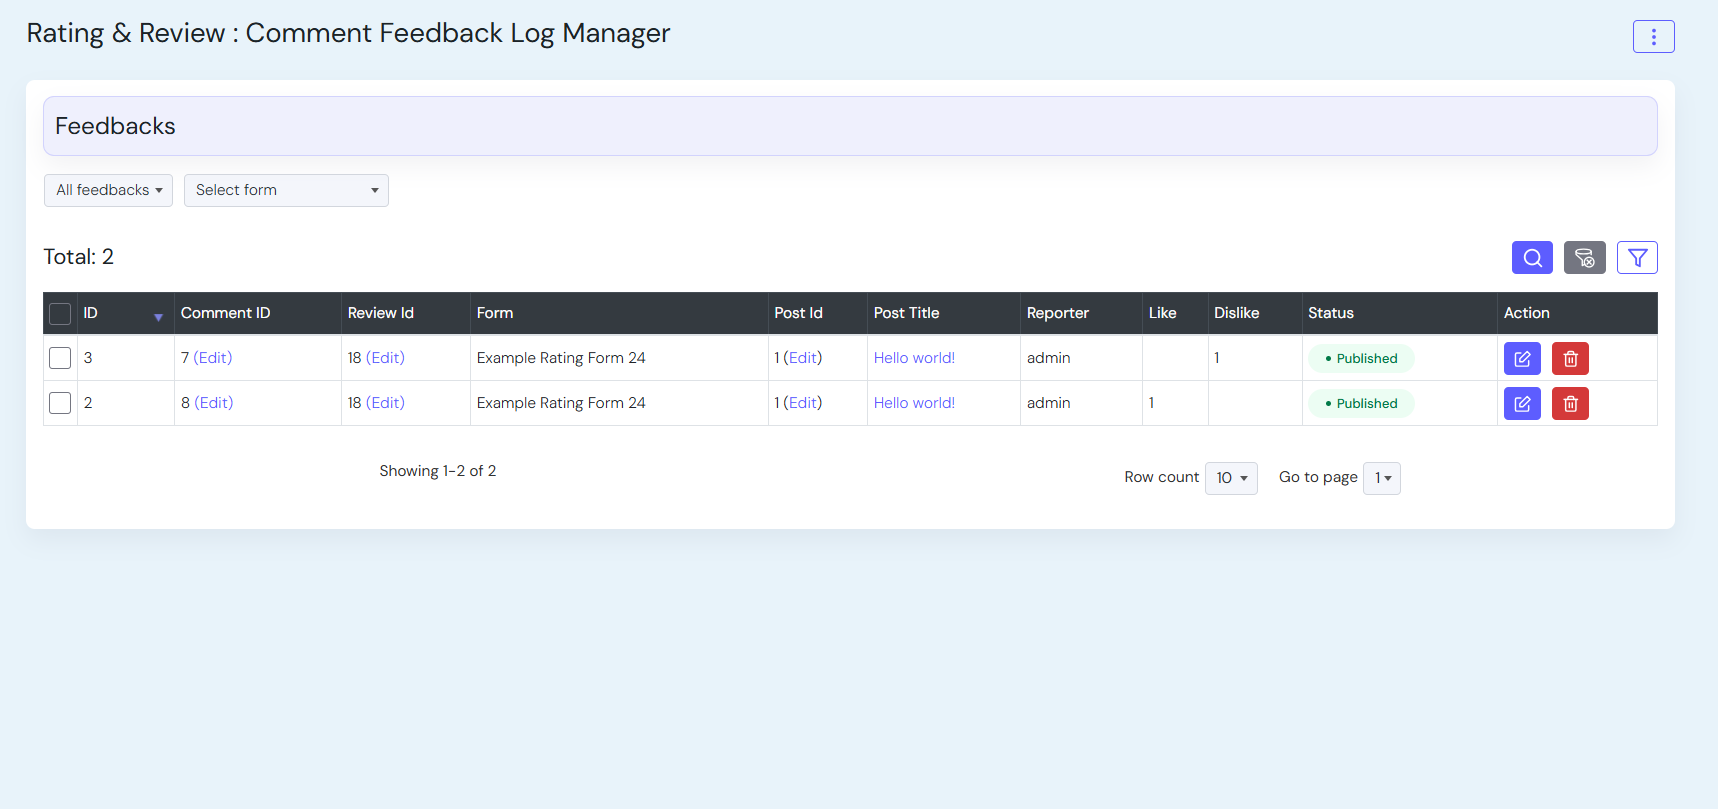 Rating & Review : Comment Feedback Log Manager
Feedbacks
All feedbacks Select form
Total: 2
ID Comment ID Review Id Form Post Id Post Title Reporter Like Dislike Status Action
3 7 (Edit) 18 (Edit) Example Rating Form 24 1 (Edit) Hello world! admin 1 Published
2 8 (Edit) 18 (Edit) Example Rating Form 24 1 (Edit) Hello world! admin 1 Published
Showing 1-2 of 2 Row count 10 Go to page 1